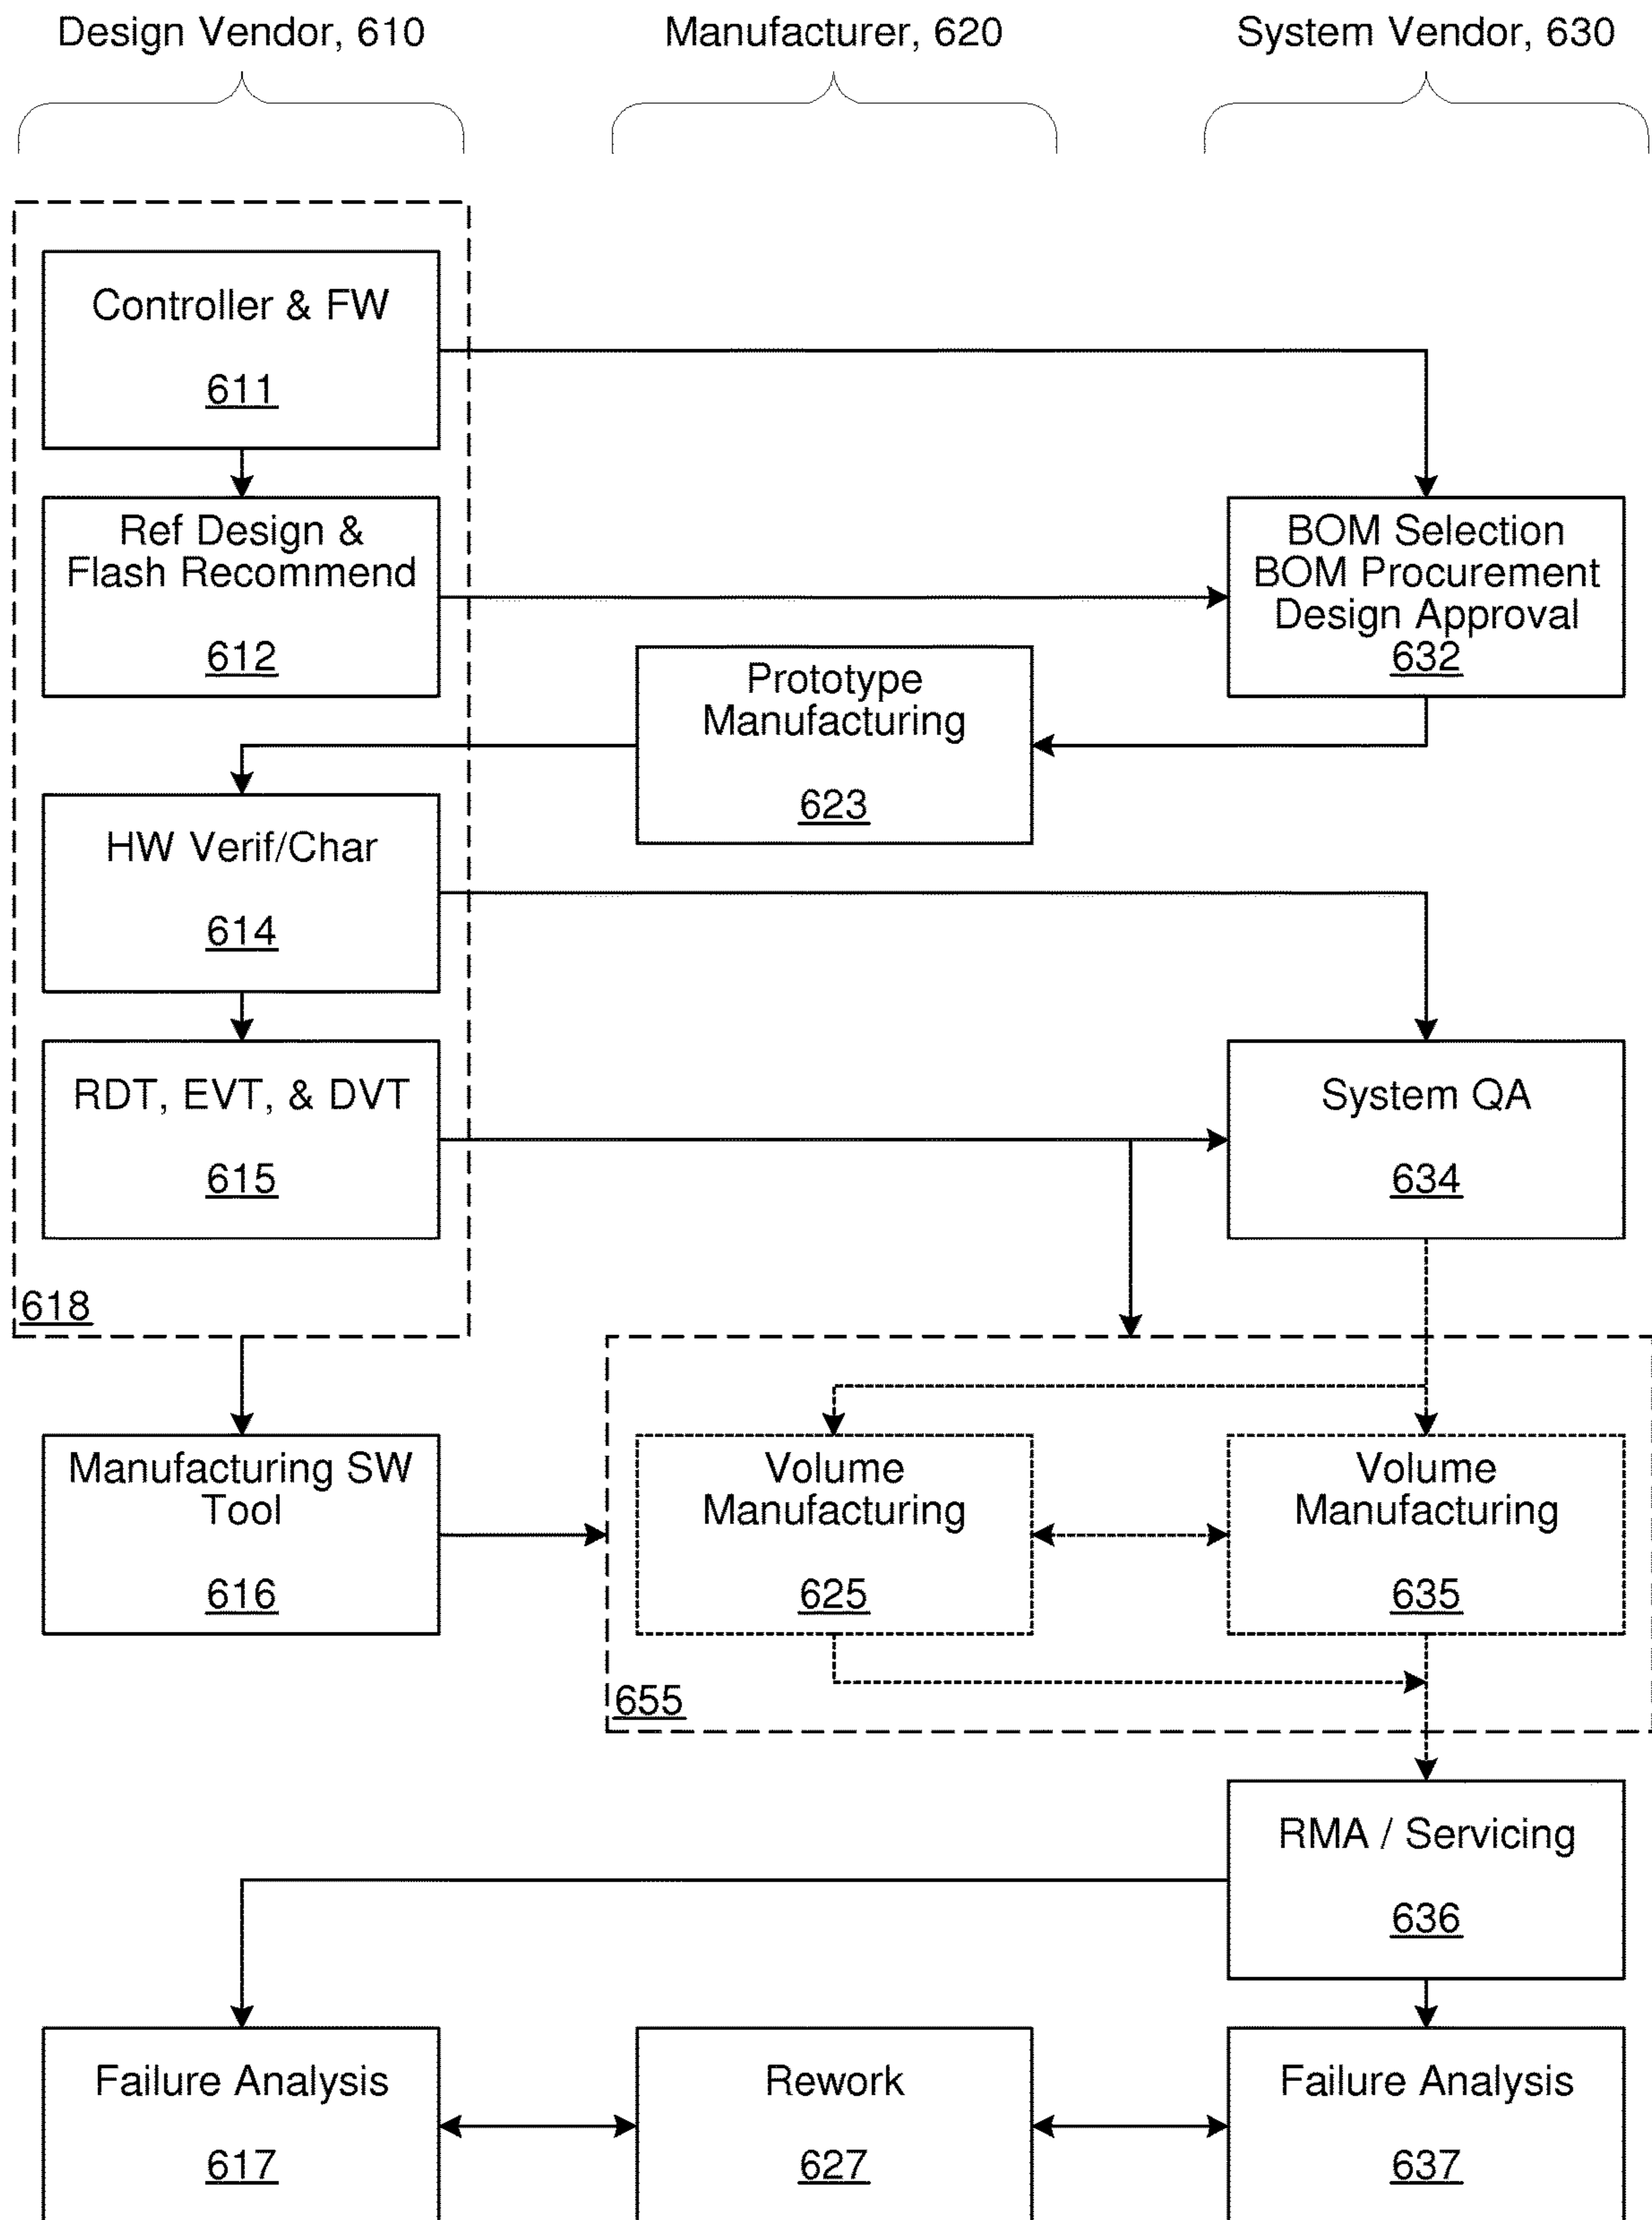 Design Vendor, 610
Manufacturer, 620
System Vendor, 630
Controller & FW
611
Ref Design &
Flash Recommend
612
BOM Selection
BOM Procurement
Design Approval
632
Prototype
Manufacturing
623
HW Verif/Char
614
RDT, EVT, & DVT
615
System QA
634
618
Manufacturing SW
Tool
616
Volume
Manufacturing
625
Volume
Manufacturing
635
655
RMA / Servicing
636
Failure Analysis
617
Rework
627
Failure Analysis
637